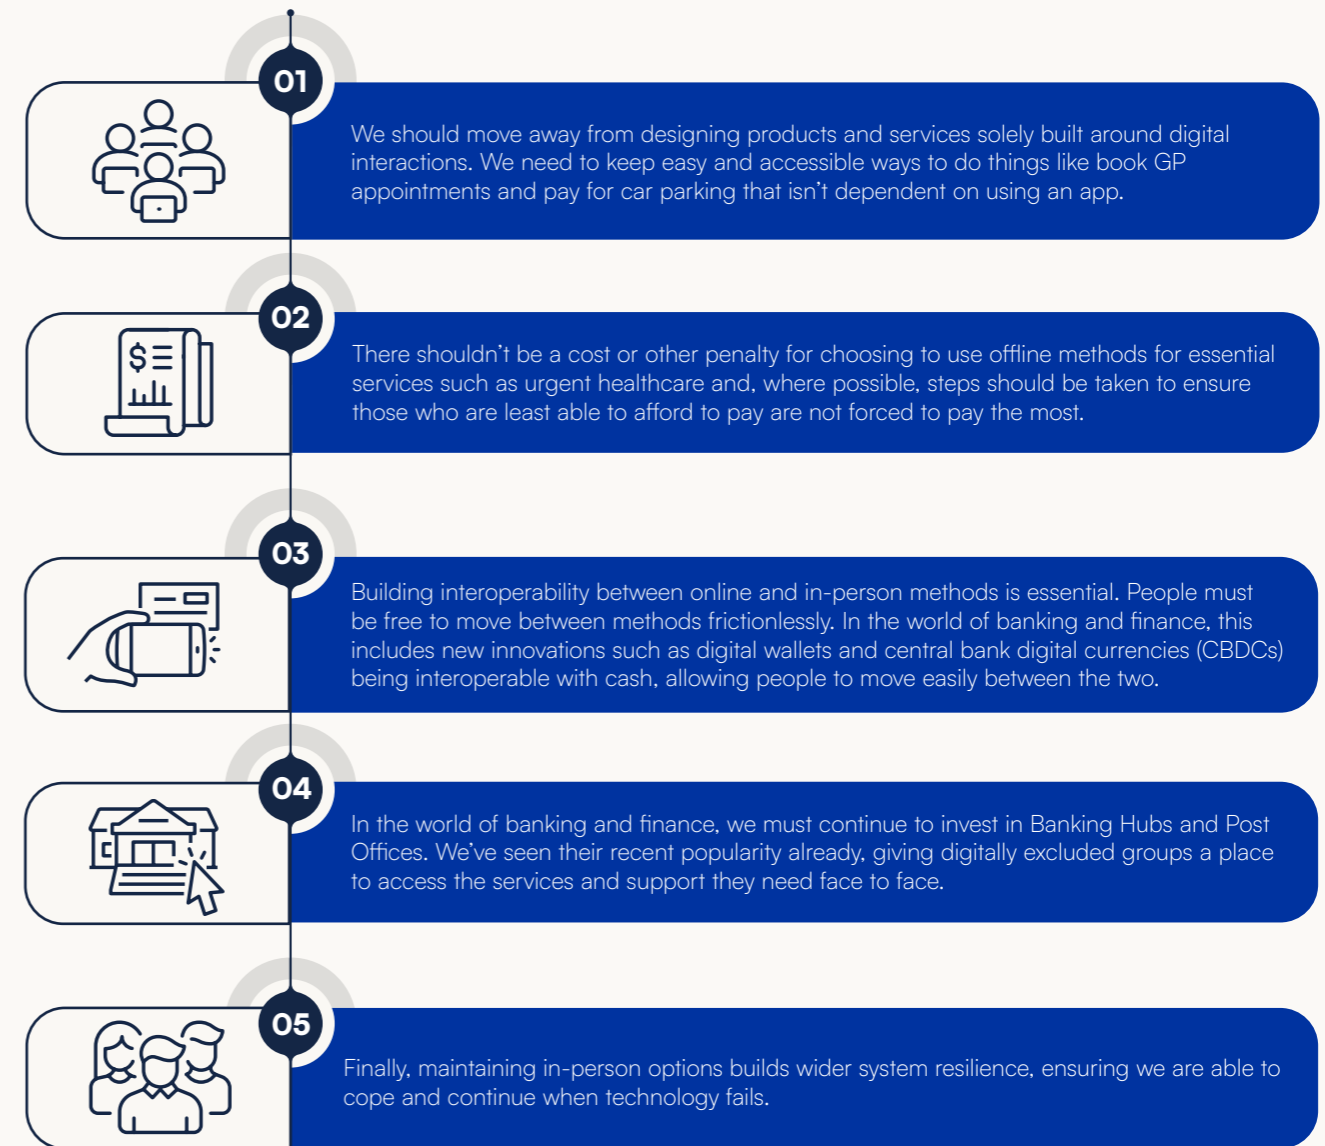 01
We should move away from designing products and services solely built around digital
interactions. We need to keep easy and accessible ways to do things like book GP
appointments and pay for car parking that isn’t dependent on using an app.
02
$
There shouldn’t be a cost or other penalty for choosing to use offline methods for essential
services such as urgent healthcare and, where possible, steps should be taken to ensure
those who are least able to afford to pay are not forced to pay the most.
03
Building interoperability between online and in-person methods is essential. People must
be free to move between methods frictionlessly. In the world of banking and finance, this
includes new innovations such as digital wallets and central bank digital currencies (CBDCs)
being interoperable with cash, allowing people to move easily between the two.
04
In the world of banking and finance, we must continue to invest in Banking Hubs and Post
Offices. We’ve seen their recent popularity already, giving digitally excluded groups a place
to access the services and support they need face to face.
05
Finally, maintaining in-person options builds wider system resilience, ensuring we are able to
cope and continue when technology fails.